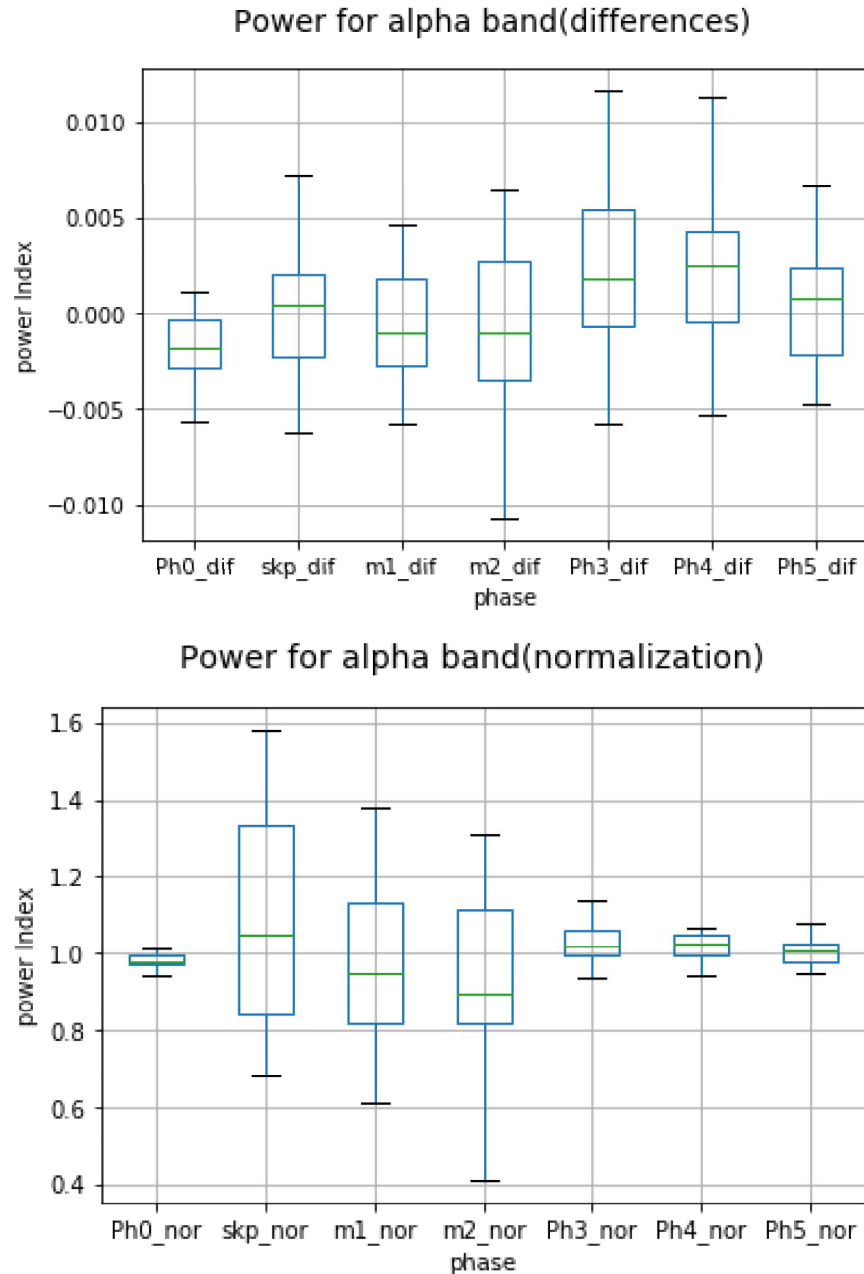 Power for alpha band(differences)
0.010
0.005
0.000
−0.005
−0.010
power Index
Ph0_dif skp_dif m1_dif m2_dif Ph3_dif Ph4_dif Ph5_dif
phase
Power for alpha band(normalization)
1.6
1.4
1.2
1.0
0.8
0.6
0.4
power Index
Ph0_nor skp_nor m1_nor m2_nor Ph3_nor Ph4_nor Ph5_nor
phase